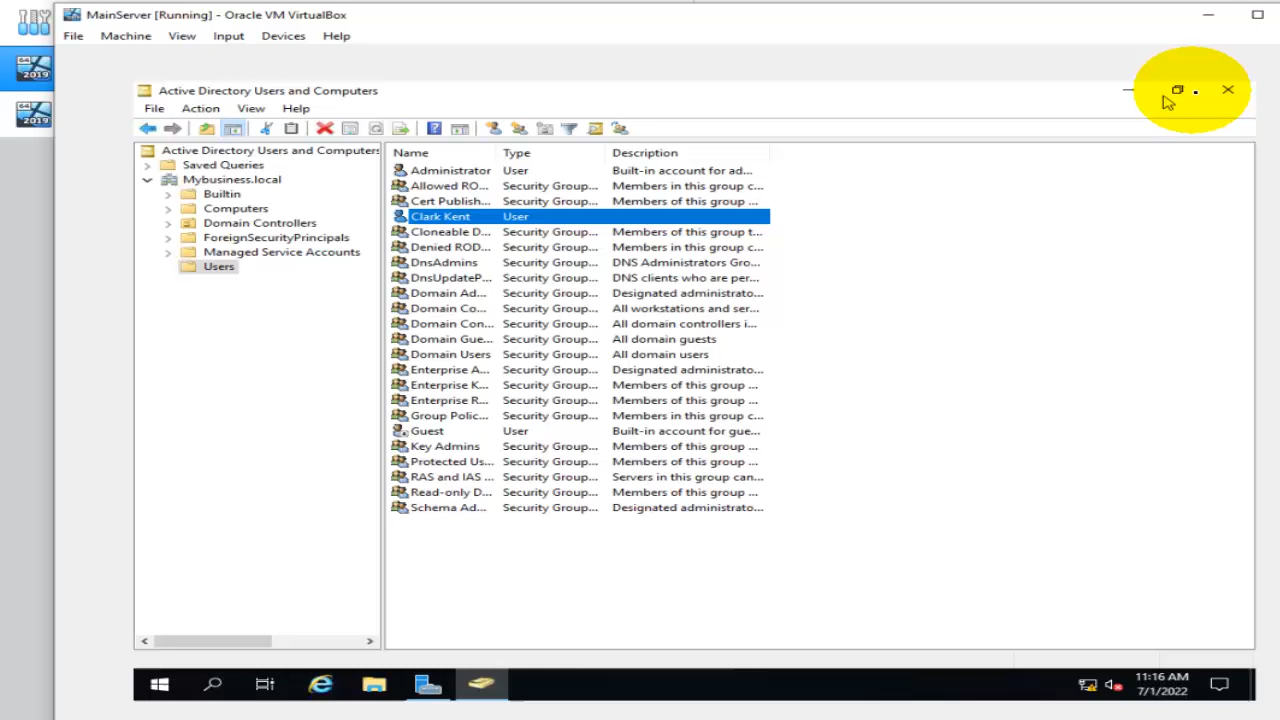 MainServer [Running] - Oracle VM VirtualBox
File Machine View Input Devices Help
64
2019
64
2019
Active Directory Users and Computers
File Action View Help
Active Directory Users and Computers
Saved Queries
Mybusiness.local
Builtin
Computers
Domain Controllers
ForeignSecurityPrincipals
Managed Service Accounts
Users
Name Type Description
Administrator User Built-in account for ad...
Allowed RO... Security Group... Members in this group c...
Cert Publish... Security Group... Members of this group ...
Clark Kent User
Cloneable D... Security Group... Members of this group t...
Denied ROD... Security Group... Members in this group c...
DnsAdmins Security Group... DNS Administrators Gro...
DnsUpdateP... Security Group... DNS clients who are per...
Domain Ad... Security Group... Designated administrato...
Domain Co... Security Group... All workstations and ser...
Domain Con... Security Group... All domain controllers i...
Domain Gue... Security Group... All domain guests
Domain Users Security Group... All domain users
Enterprise A... Security Group... Designated administrato...
Enterprise K... Security Group... Members of this group ...
Enterprise R... Security Group... Members of this group ...
Group Polic... Security Group... Members in this group c...
Guest User Built-in account for gue...
Key Admins Security Group... Members of this group ...
Protected Us... Security Group... Members of this group ...
RAS and IAS ... Security Group... Servers in this group can...
Read-only D... Security Group... Members of this group ...
Schema Ad... Security Group... Designated administrato...
11:16 AM
7/1/2022